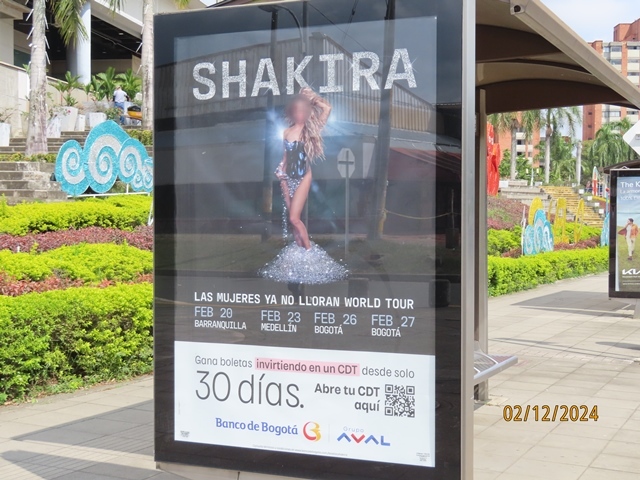 SHAKIRA
LAS MUJERES YA NO LLORAN WORLD TOUR
FEB 20 FEB 23 FEB 26 FEB 27
BARRANQUILLA MEDELLÍN BOGOTÁ BOGOTÁ
Gana boletas invirtiendo en un CDT desde solo
30 días. Abre tu CDT
aquí
Banco de Bogotá Grupo
AVAL
The K
KIA
02/12/2024